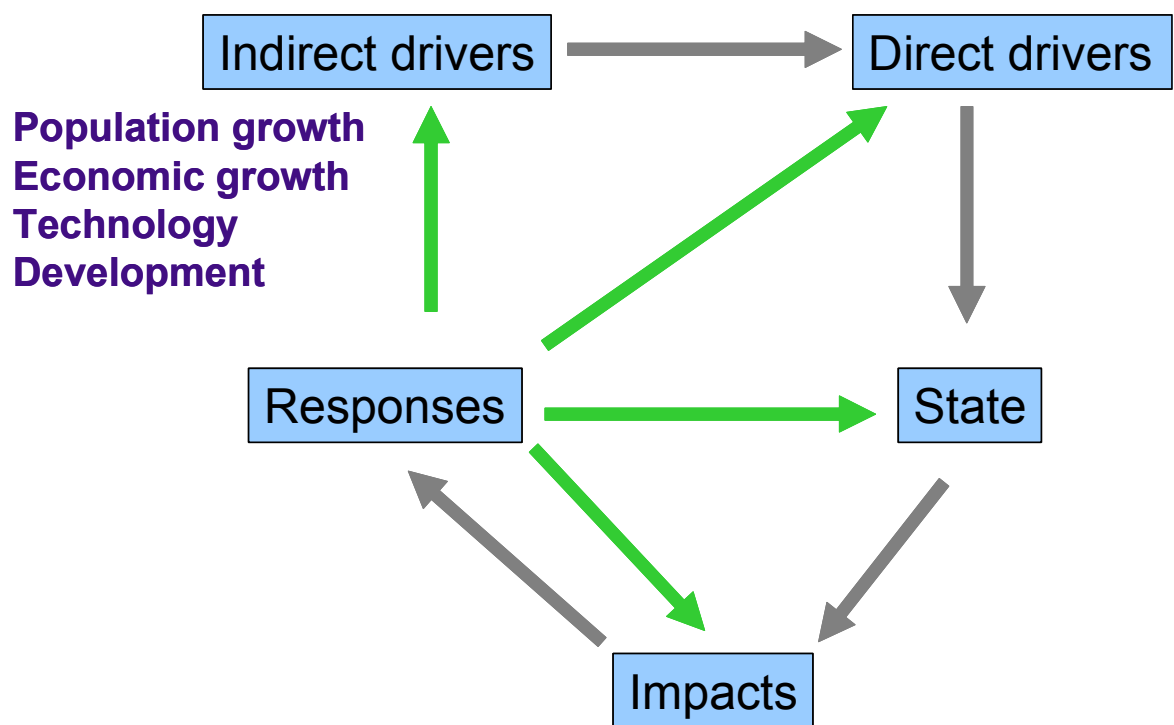 Indirect drivers
Direct drivers
Population growth
Economic growth
Technology
Development
Responses
State
Impacts